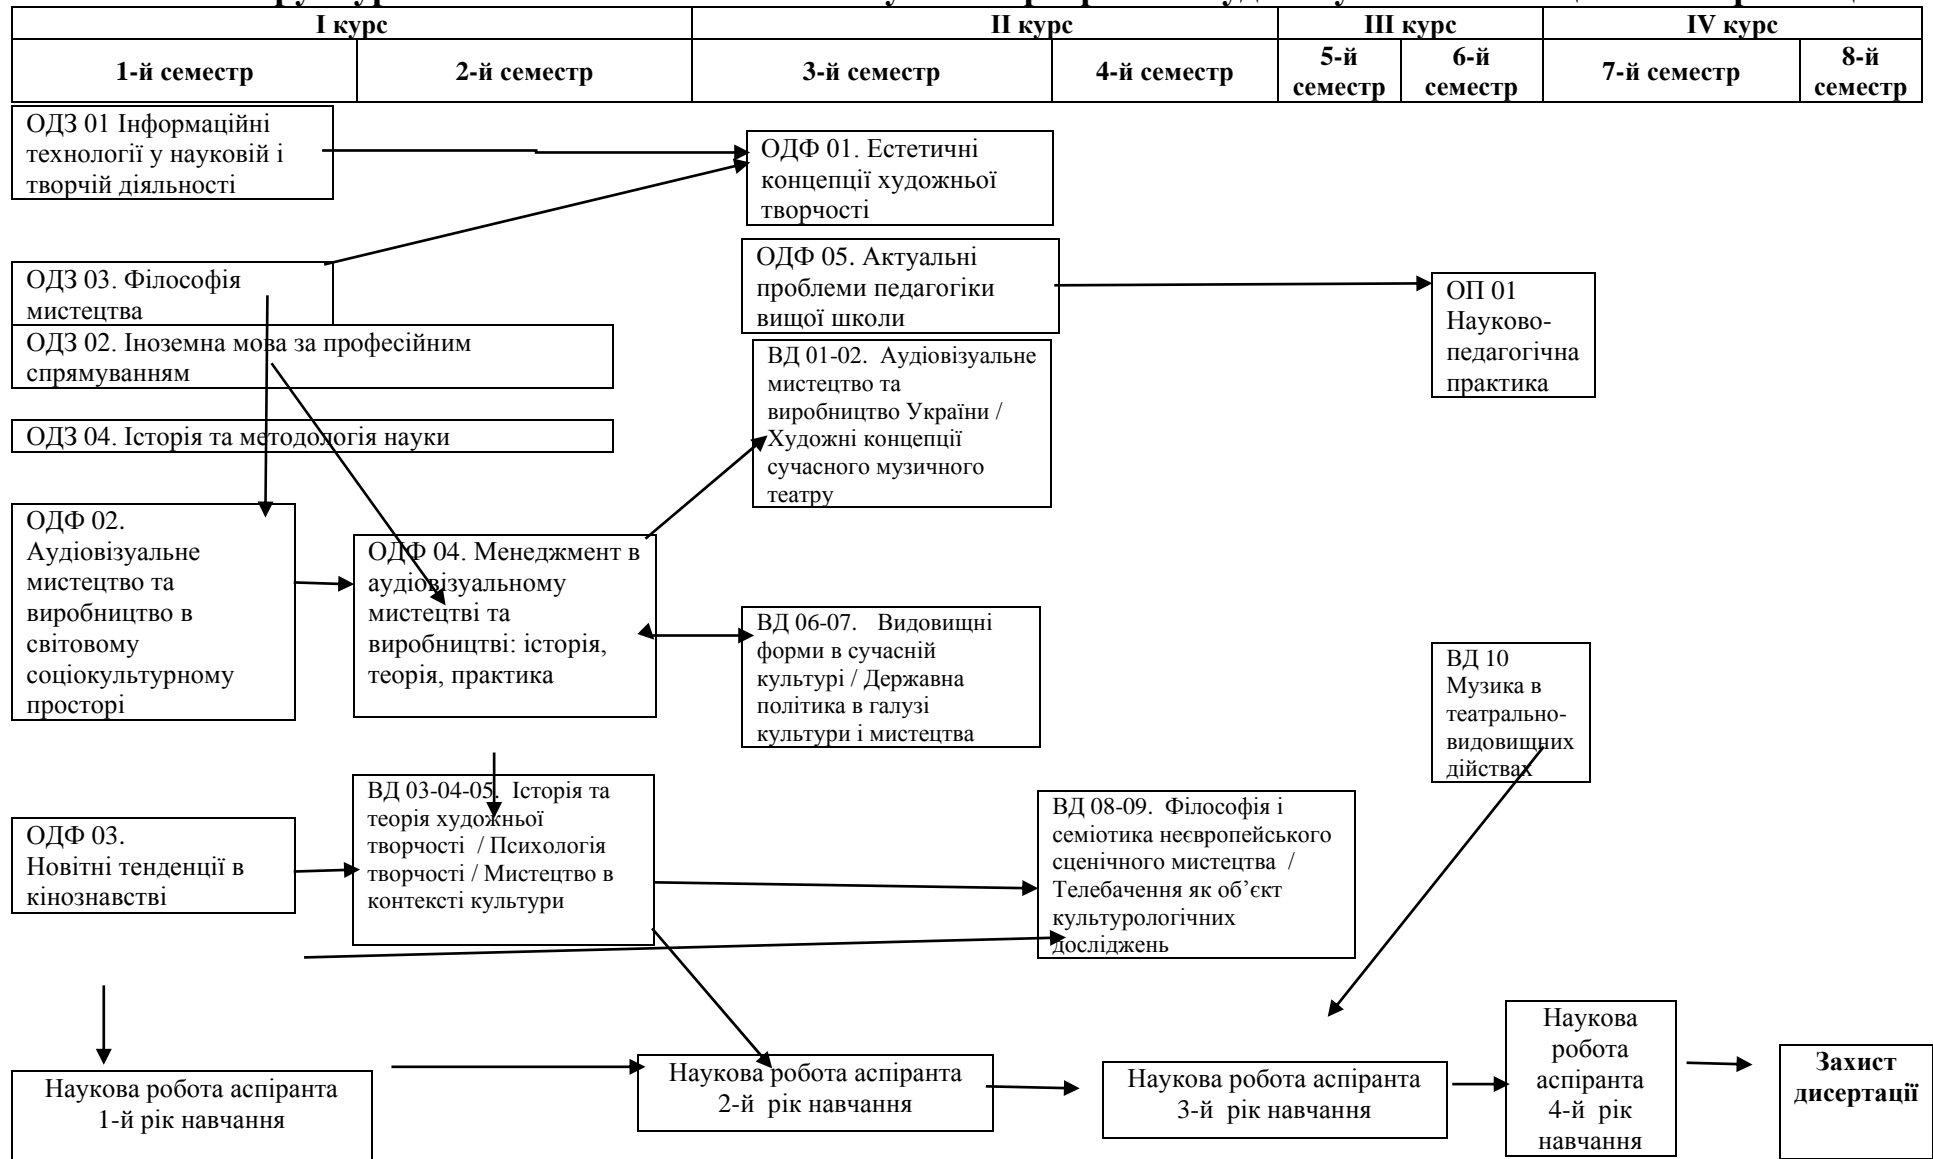 I курс
II курс
III курс
IV курс
1-й семестр
2-й семестр
3-й семестр
4-й семестр
5-й
семестр
6-й
семестр
7-й семестр
8-й
семестр
ОДЗ 01 Інформаційні
технології у науковій і
творчій діяльності
ОДФ 01. Естетичні
концепції художньої
творчості
ОДЗ 03. Філософія
мистецтва
ОДЗ 02. Іноземна мова за професійним
спрямуванням
ОДЗ 04. Історія та методологія науки
ОДФ 05. Актуальні
проблеми педагогіки
вищої школи
ОП 01
Науково-
педагогічна
практика
ВД 01-02. Аудіовізуальне
мистецтво та
виробництво України /
Художні концепції
сучасного музичного
театру
ОДФ 02.
Аудіовізуальне
мистецтво та
виробництво в
світовому
соціокультурному
просторі
ОДФ 04. Менеджмент в
аудіовізуальному
мистецтві та
виробництві: історія,
теорія, практика
ВД 06-07. Видовищні
форми в сучасній
культурі / Державна
політика в галузі
культури і мистецтва
ВД 10
Музика в
театрально-
видовищних
дійствах
ОДФ 03.
Новітні тенденції в
кінознавстві
ВД 03-04-05. Історія та
теорія художньої
творчості / Психологія
творчості / Мистецтво в
контексті культури
ВД 08-09. Філософія і
семіотика неєвропейського
сценічного мистецтва /
Телебачення як об’єкт
культурологічних
досліджень
Наукова робота аспіранта
1-й рік навчання
Наукова робота аспіранта
2-й рік навчання
Наукова робота аспіранта
3-й рік навчання
Наукова
робота
аспіранта
4-й рік
навчання
Захист
дисертації